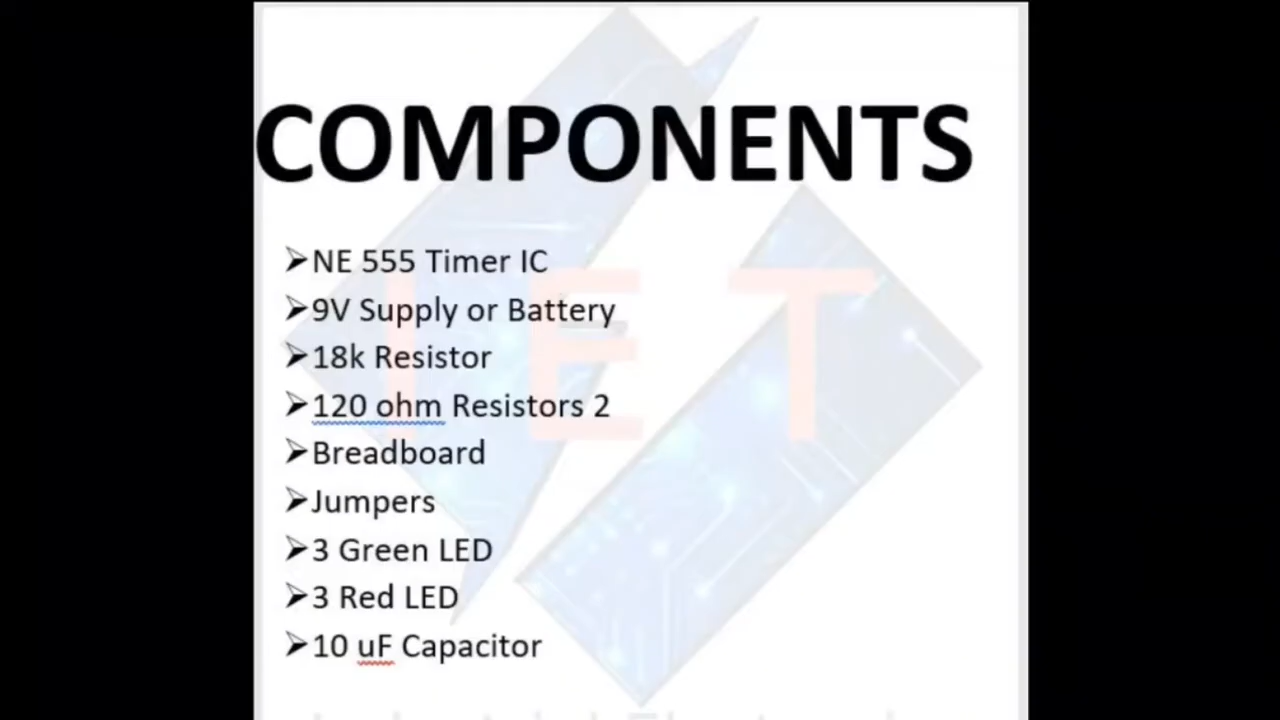 COMPONENTS
➢NE 555 Timer IC
➢9V Supply or Battery
➢18k Resistor
➢120 ohm Resistors 2
➢Breadboard
➢Jumpers
➢3 Green LED
➢3 Red LED
➢10 uF Capacitor
I E T